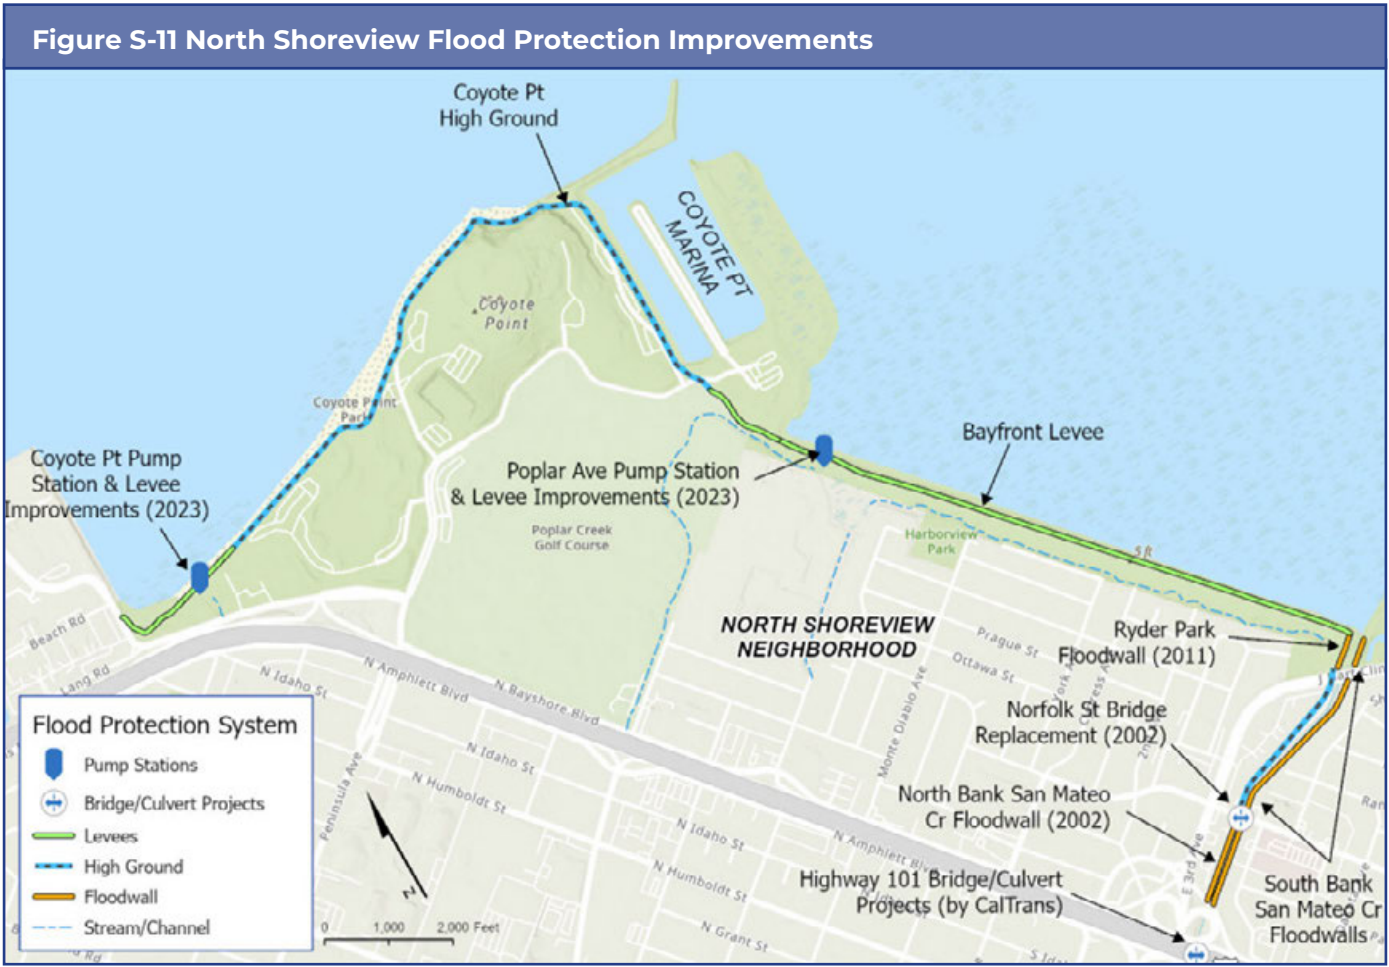 Figure S-11 North Shoreview Flood Protection Improvements
Coyote Pt
High Ground
COYOTE PT
MARINA
Coyote
Point
Coyote Point
Park
Coyote Pt Pump
Station & Levee
Improvements (2023)
Poplar Ave Pump Station
& Levee Improvements (2023)
Bayfront Levee
Poplar Creek
Golf Course
Harborview
Park
5 ft
NORTH SHOREVIEW
NEIGHBORHOOD
Prague St
Ottawa St
Ryder Park
Floodwall (2011)
Norfolk St Bridge
Replacement (2002)
North Bank San Mateo
Cr Floodwall (2002)
Highway 101 Bridge/Culvert
Projects (by CalTrans)
South Bank
San Mateo Cr
Floodwalls
Beach Rd
Lang Rd
N Idaho St
N Amphlett Blvd
N Bayshore Blvd
N Idaho St
N Humboldt St
Peninsula Ave
Monte Diablo Ave
N Idaho St
N Humboldt St
N Amphlett Blvd
N Grant St
E 3rd Ave
Flood Protection System
Pump Stations
Bridge/Culvert Projects
Levees
High Ground
Floodwall
Stream/Channel
N
0 1,000 2,000 Feet